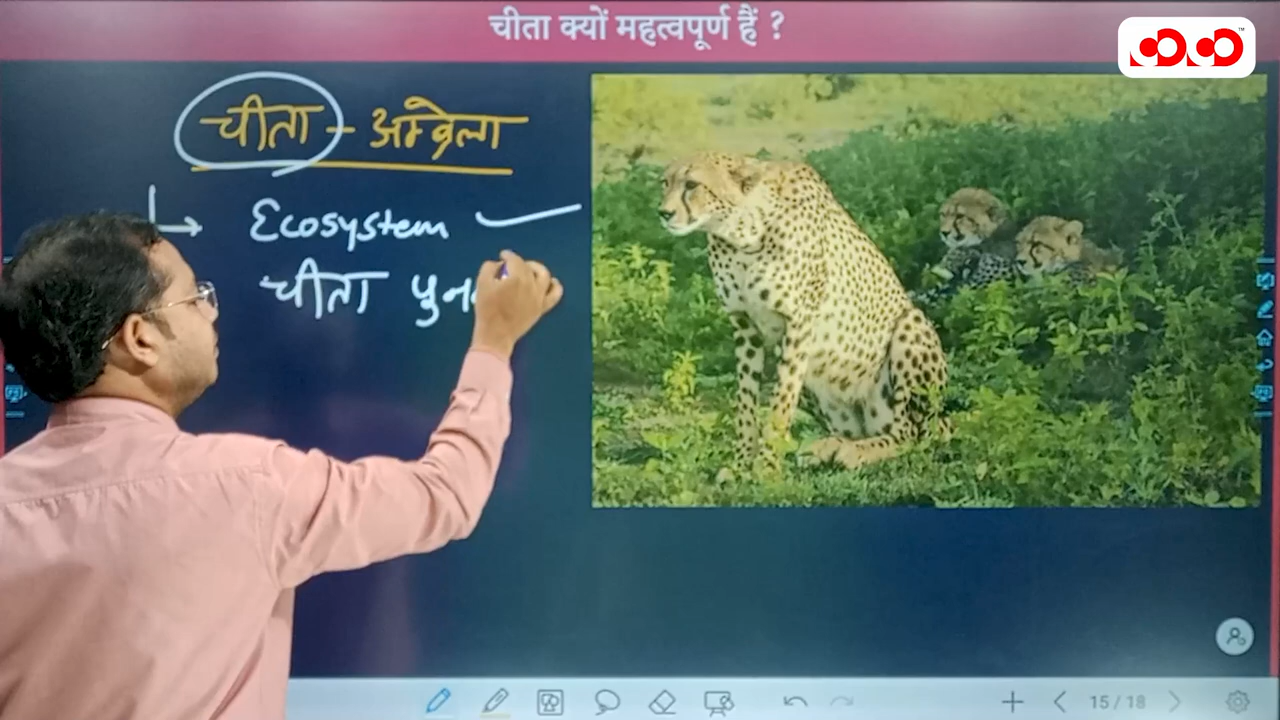 चीता क्यों महत्वपूर्ण हैं ?
चीता - अम्ब्रेला
Ecosystem
चीता
15 / 18